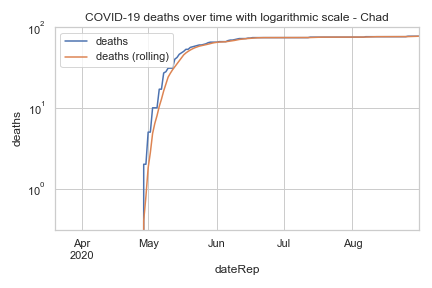 COVID-19 deaths over time with logarithmic scale - Chad
10²
deaths
deaths (rolling)
10¹
10⁰
deaths
Apr May Jun Jul Aug
2020
dateRep